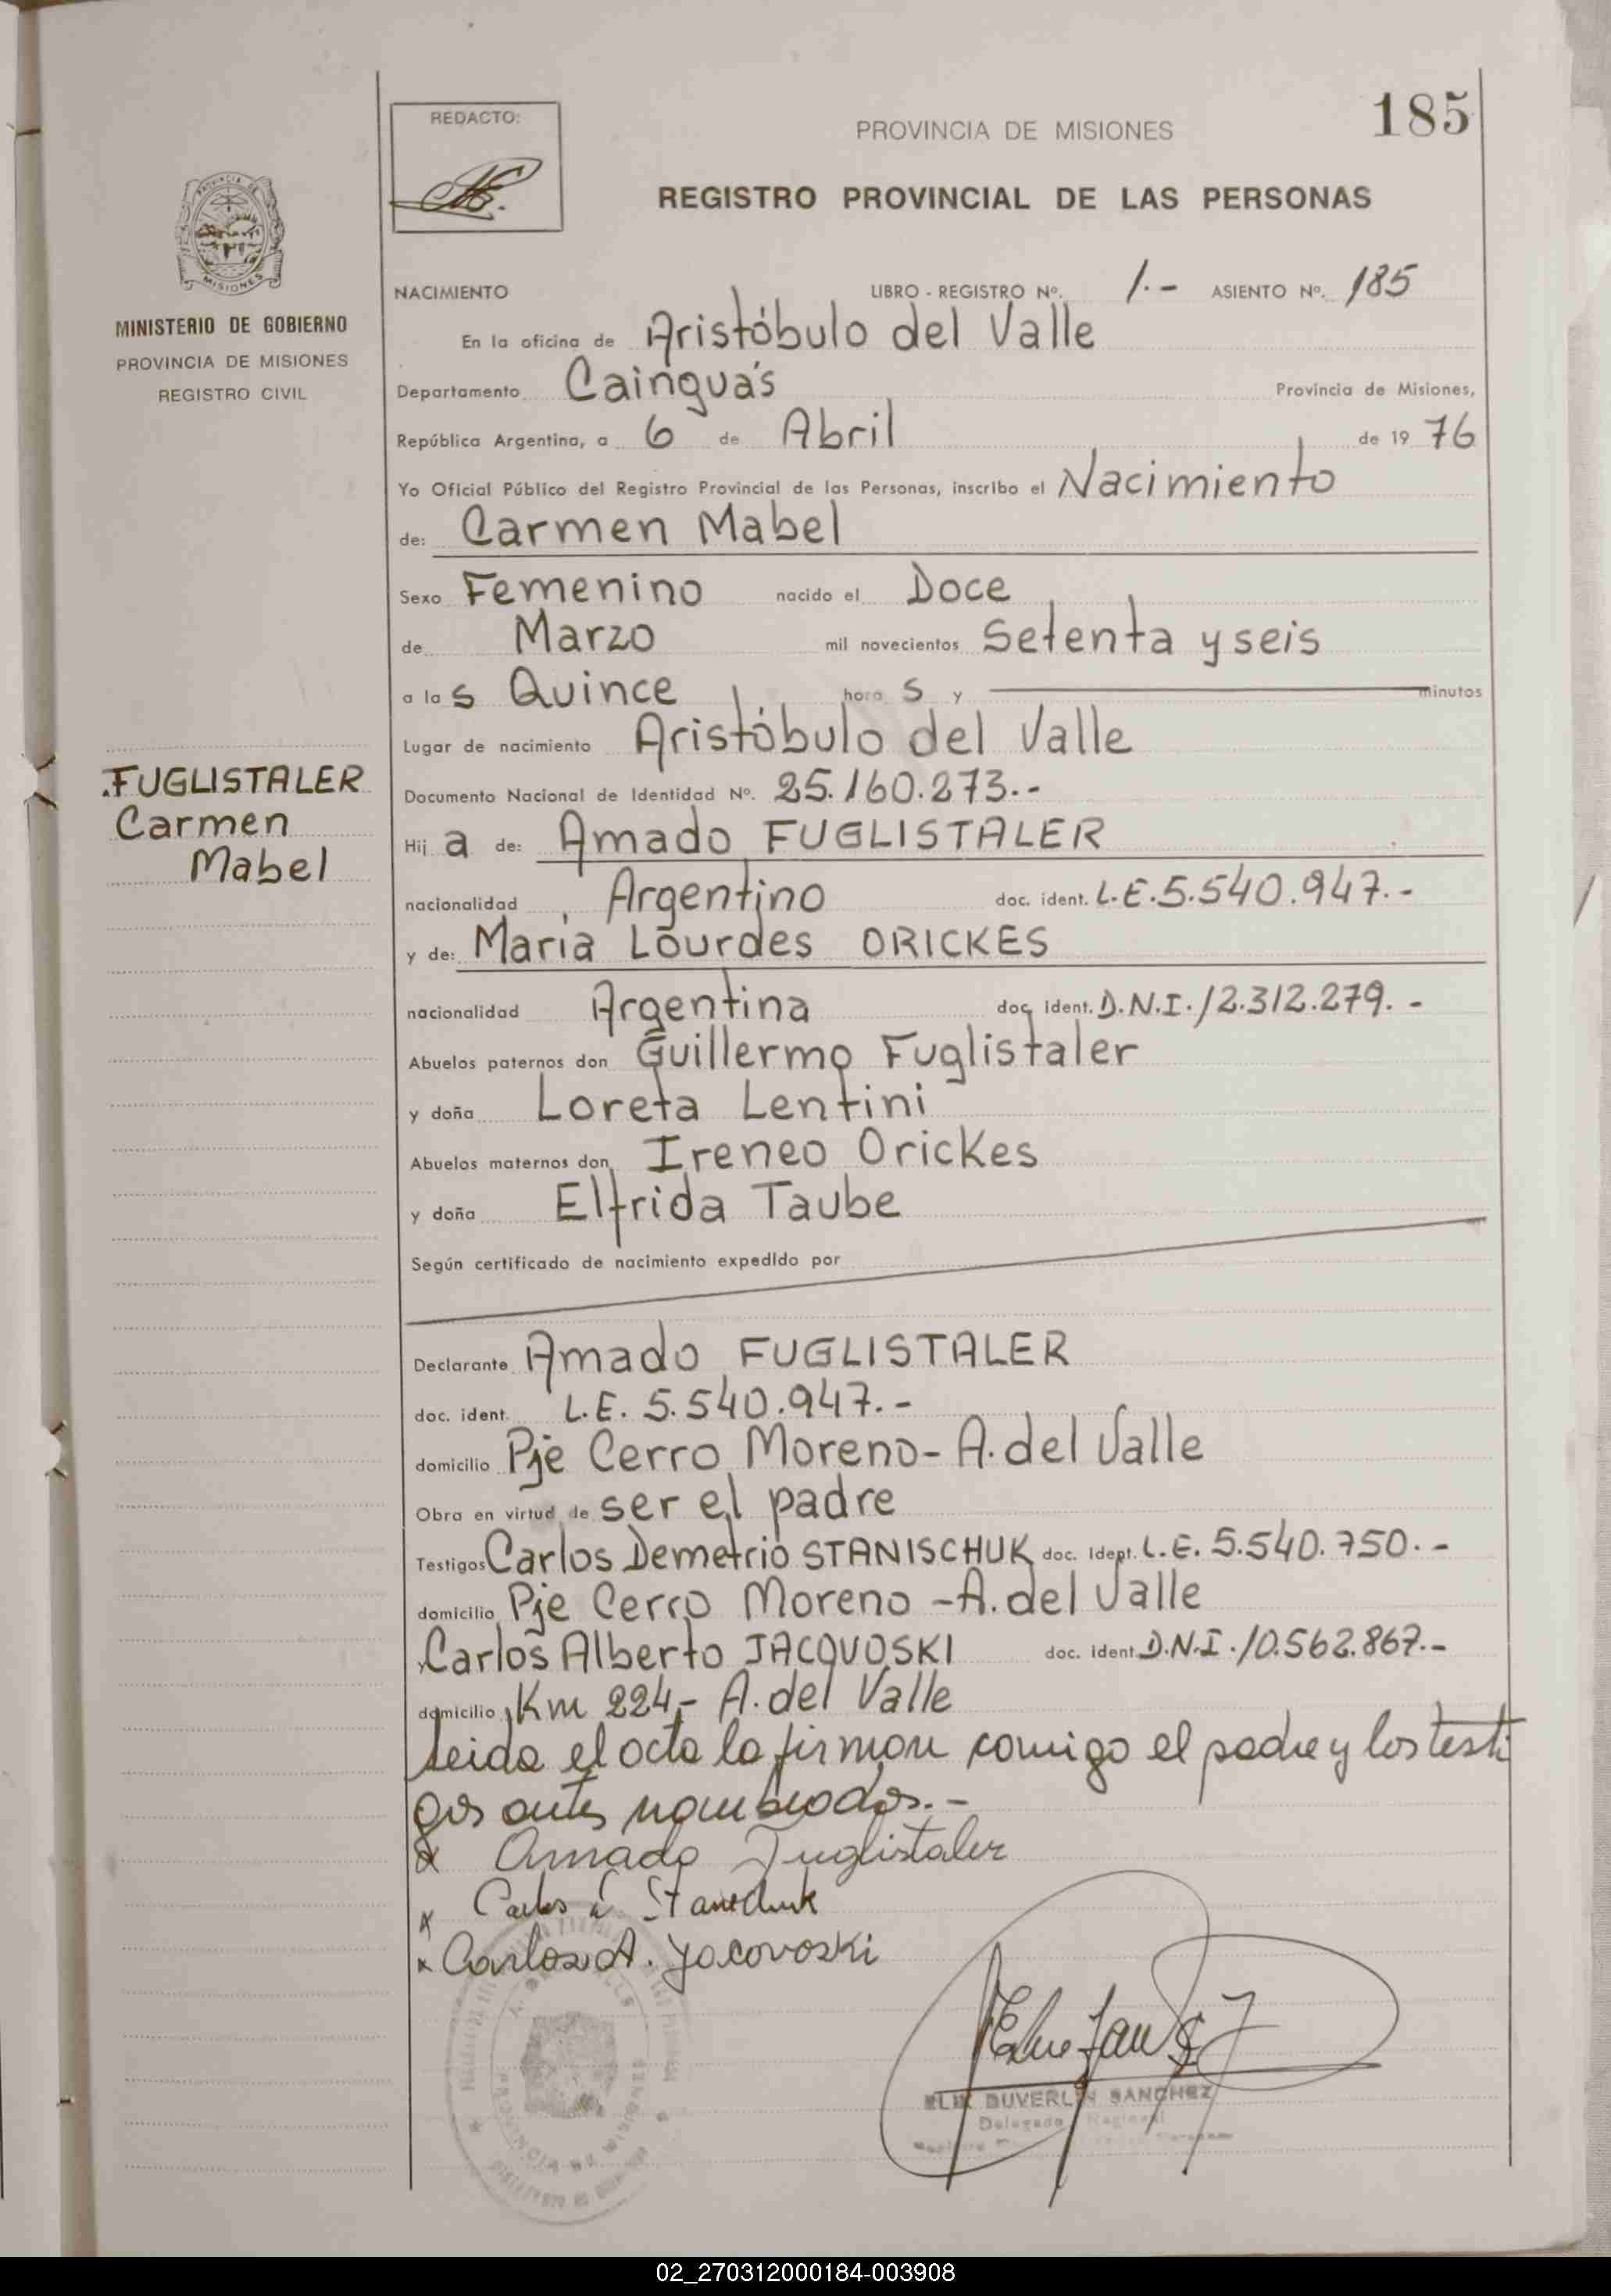 185
REDACTO:
PROVINCIA DE MISIONES
REGISTRO PROVINCIAL DE LAS PERSONAS
MISIONES
MINISTERIO DE GOBIERNO
PROVINCIA DE MISIONES
REGISTRO CIVIL
NACIMIENTO LIBRO - REGISTRO Nº. 1.- ASIENTO Nº. 185
En la oficina de Aristóbulo del Valle
Departamento Cainguás Provincia de Misiones,
República Argentina, a 6 de Abril de 1976
Yo Oficial Público del Registro Provincial de las Personas, inscribo el Nacimiento
de: Carmen Mabel
Sexo Femenino nacido el Doce
de Marzo mil novecientos Setenta y seis
a las Quince horas y minutos
Lugar de nacimiento Aristóbulo del Valle
FUGLISTALER
Carmen
Mabel
Documento Nacional de Identidad Nº. 25.160.273.-
Hija de: Amado FUGLISTALER
nacionalidad Argentino doc. ident. L.E. 5.540.947.-
y de: Maria Lourdes ORICKES
nacionalidad Argentina doc. ident. D.N.I. 12.312.279.-
Abuelos paternos don Guillermo Fuglistaler
y doña Loreta Lentini
Abuelos maternos don Ireneo Orickes
y doña Elfrida Taube
Según certificado de nacimiento expedido por
Declarante Amado FUGLISTALER
doc. ident. L.E. 5.540.947.-
domicilio Pje Cerro Moreno - A. del Valle
Obra en virtud de ser el padre
Testigos Carlos Demetrio STANISCHUK doc. ident. L.E. 5.540.750.-
domicilio Pje Cerro Moreno - A. del Valle
Carlos Alberto JACOVOSKI doc. ident. D.N.I. 10.562.867.-
domicilio Km 224,- A. del Valle
Leida el acta la firman comigo el padre y los testi
gos antes nombrados.-
x Amado Fuglistaler
x Carlos
x Carlos A. Jacovoski
BUVERLIN SANCHEZ
Delegado
02_270312000184-003908